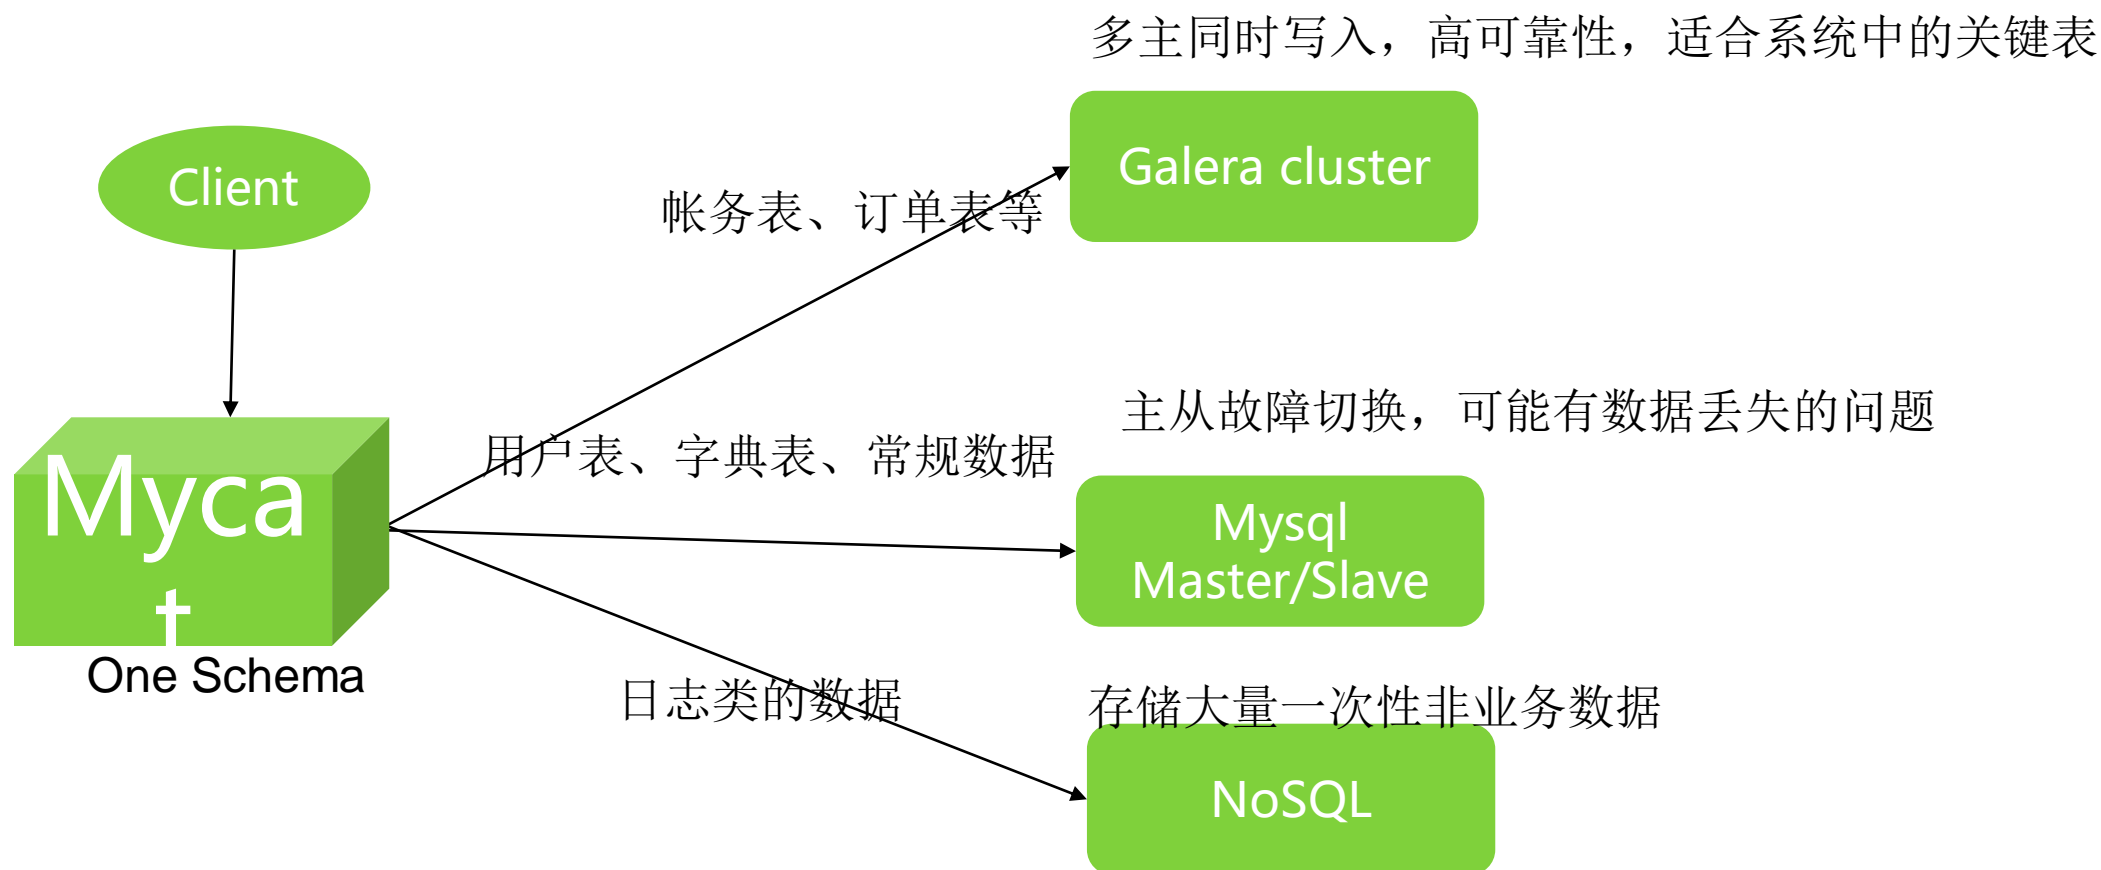 多主同时写入，高可靠性，适合系统中的关键表
Client
Galera cluster
帐务表、订单表等
主从故障切换，可能有数据丢失的问题
用户表、字典表、常规数据
Myca
t
Mysql
Master/Slave
One Schema
日志类的数据
存储大量一次性非业务数据
NoSQL